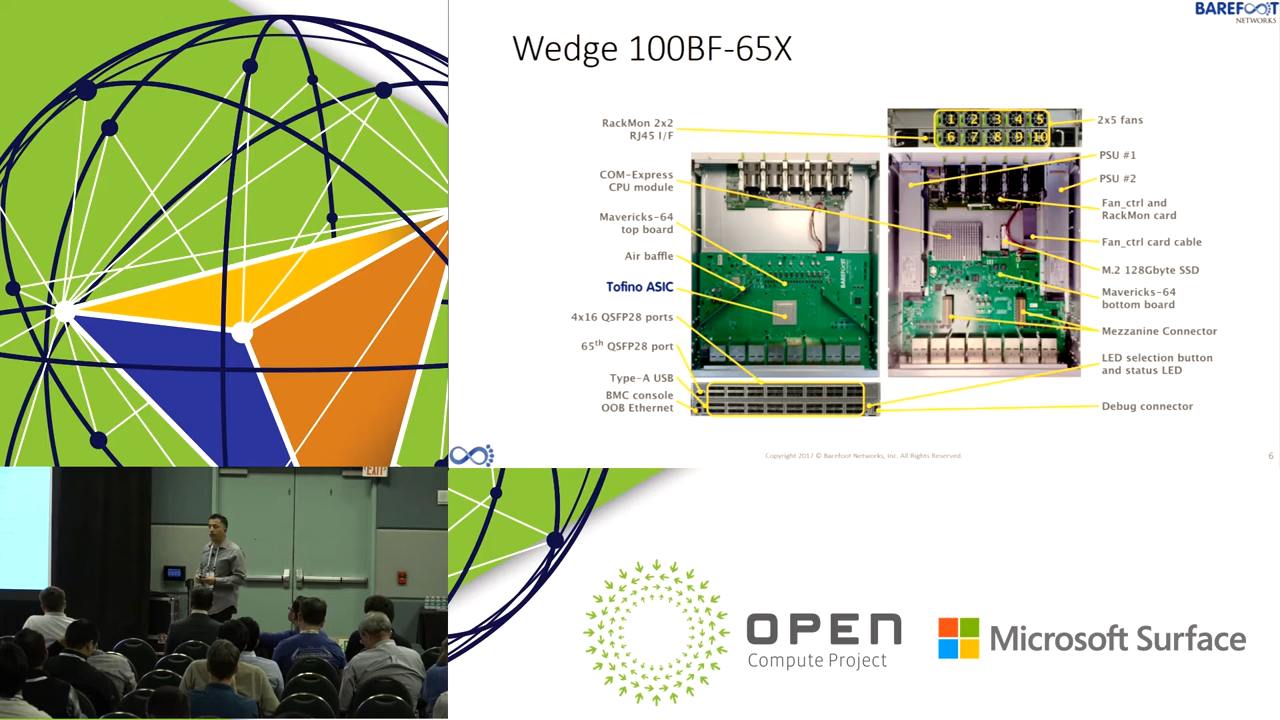 BAREFOOT
NETWORKS
Wedge 100BF-65X
RackMon 2x2
RJ45 I/F
COM-Express
CPU module
Mavericks-64
top board
Air baffle
Tofino ASIC
4x16 QSFP28 ports
65th QSFP28 port
Type-A USB
BMC console
OOB Ethernet
1 2 3 4 5
6 7 8 9 10
2x5 fans
PSU #1
PSU #2
Fan_ctrl and
RackMon card
Fan_ctrl card cable
M.2 128Gbyte SSD
Mavericks-64
bottom board
Mezzanine Connector
LED selection button
and status LED
Debug connector
Copyright 2017 © Barefoot Networks, Inc. All Rights Reserved.
6
EXIT
OPEN
Compute Project
Microsoft Surface